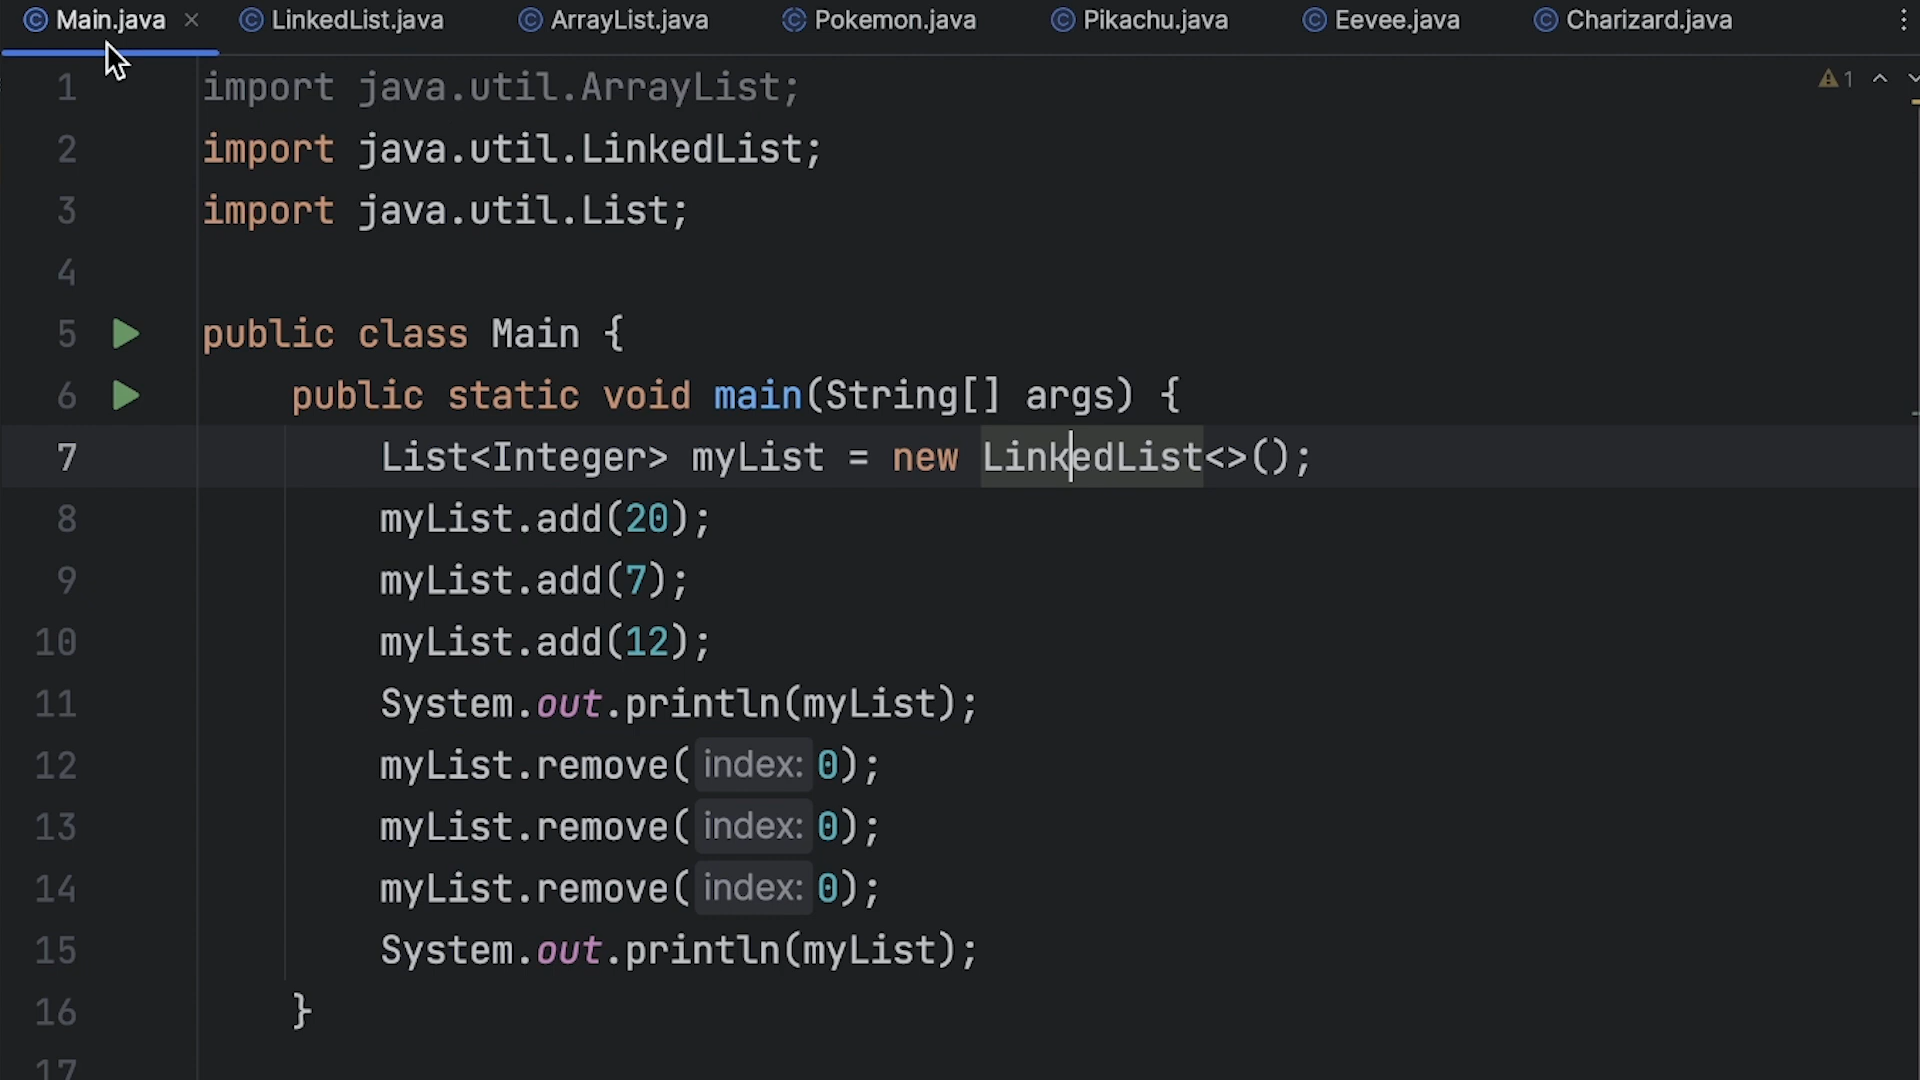 Main.java × LinkedList.java ArrayList.java Pokemon.java Pikachu.java Eevee.java Charizard.java
1 import java.util.ArrayList; 1
2 import java.util.LinkedList;
3 import java.util.List;
4
5 public class Main {
6 public static void main(String[] args) {
7 List<Integer> myList = new LinkedList<>();
8 myList.add(20);
9 myList.add(7);
10 myList.add(12);
11 System.out.println(myList);
12 myList.remove( index: 0);
13 myList.remove( index: 0);
14 myList.remove( index: 0);
15 System.out.println(myList);
16 }
17